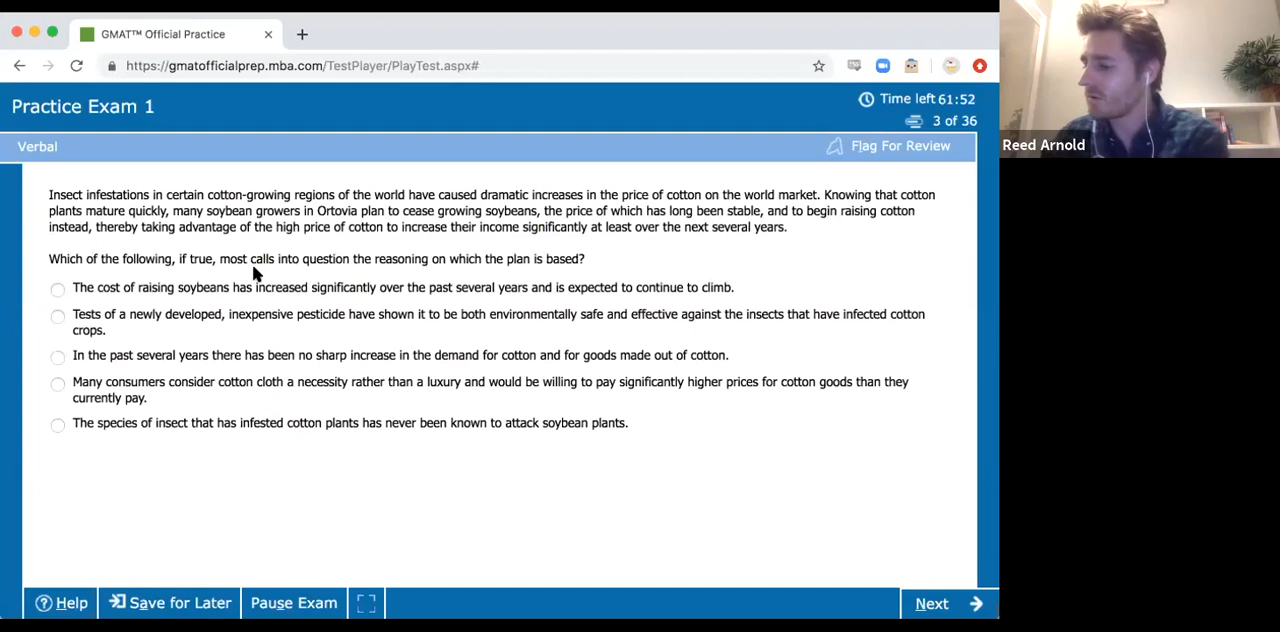 GMAT™ Official Practice
https://gmatofficialprep.mba.com/TestPlayer/PlayTest.aspx#
Practice Exam 1
Time left 61:52
3 of 36
Verbal
Flag For Review
Reed Arnold
Insect infestations in certain cotton-growing regions of the world have caused dramatic increases in the price of cotton on the world market. Knowing that cotton
plants mature quickly, many soybean growers in Ortovia plan to cease growing soybeans, the price of which has long been stable, and to begin raising cotton
instead, thereby taking advantage of the high price of cotton to increase their income significantly at least over the next several years.
Which of the following, if true, most calls into question the reasoning on which the plan is based?
The cost of raising soybeans has increased significantly over the past several years and is expected to continue to climb.
Tests of a newly developed, inexpensive pesticide have shown it to be both environmentally safe and effective against the insects that have infected cotton
crops.
In the past several years there has been no sharp increase in the demand for cotton and for goods made out of cotton.
Many consumers consider cotton cloth a necessity rather than a luxury and would be willing to pay significantly higher prices for cotton goods than they
currently pay.
The species of insect that has infested cotton plants has never been known to attack soybean plants.
Help
Save for Later
Pause Exam
Next